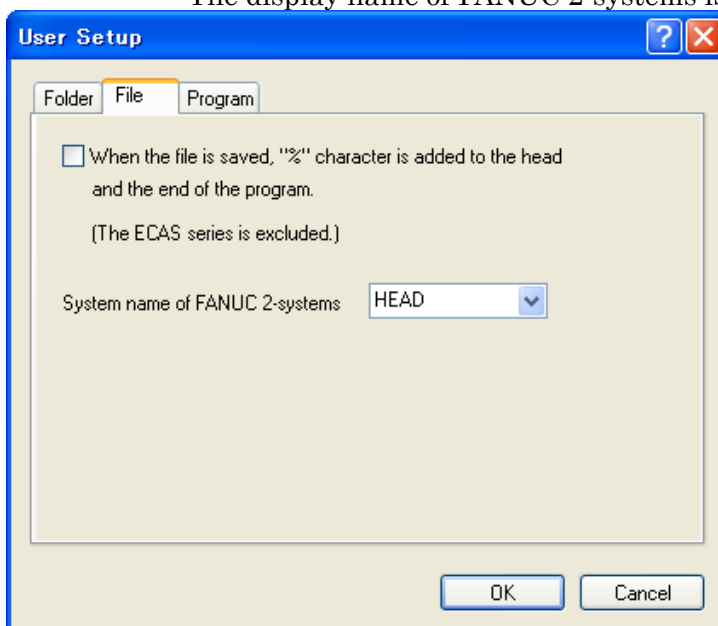 The display name of FANUC 2-systems is
User Setup
Folder File Program
When the file is saved, "%" character is added to the head
and the end of the program.
(The ECAS series is excluded.)
System name of FANUC 2-systems HEAD
OK Cancel